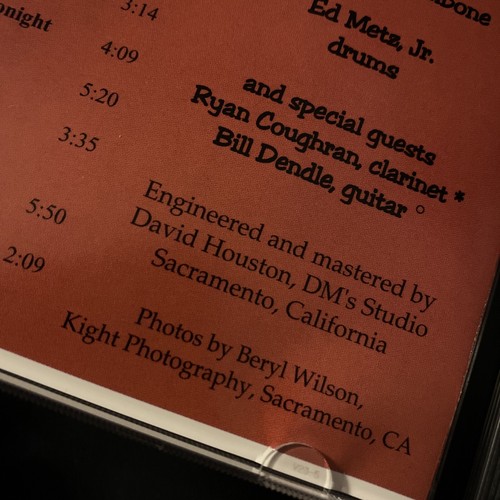 3:14
onight
4:09
5:20
3:35
5:50
2:09
Ed Metz, Jr.
drums
and special guests
Ryan Coughran, clarinet *
Bill Dendle, guitar °
Engineered and mastered by
David Houston, DM's Studio
Sacramento, California
Photos by Beryl Wilson,
Kight Photography, Sacramento, CA